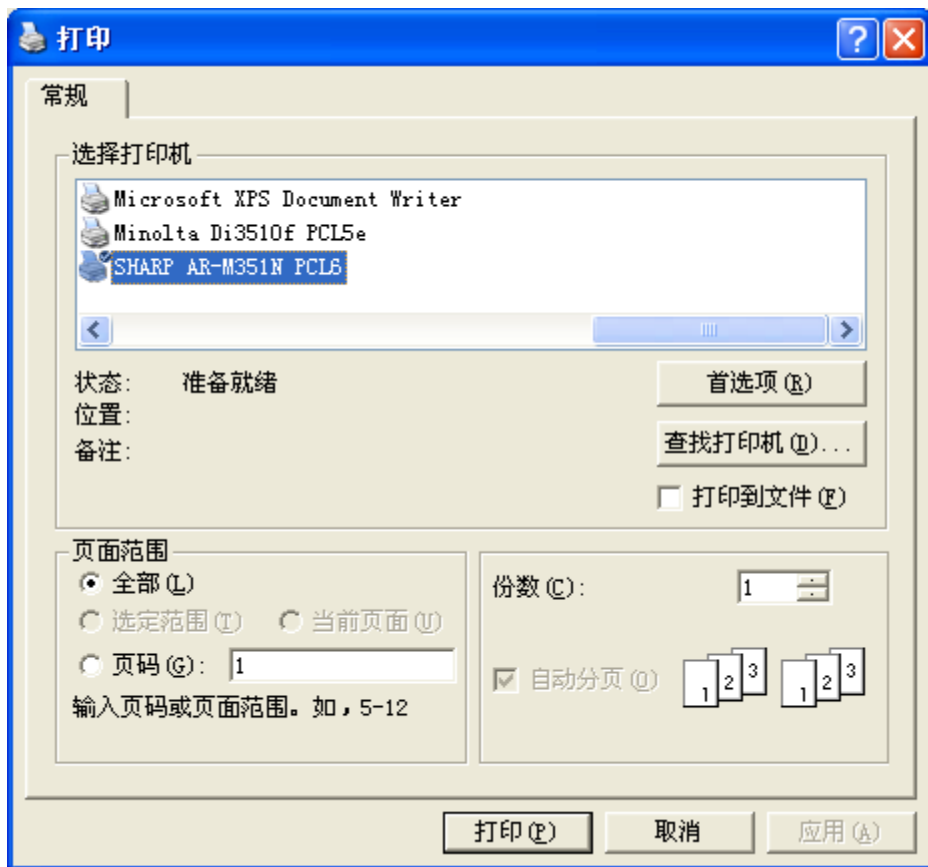 打印
常规
选择打印机
Microsoft XPS Document Writer
Minolta Di3510f PCL5e
SHARP AR-M351N PCL6
状态: 准备就绪
位置:
备注:
首选项(R)
查找打印机(D)...
打印到文件(F)
页面范围
全部(L)
选定范围(T) 当前页面(U)
页码(G): 1
输入页码或页面范围。如，5-12
份数(C): 1
自动分页(O) 1 2 3 1 2 3
打印(P) 取消 应用(A)